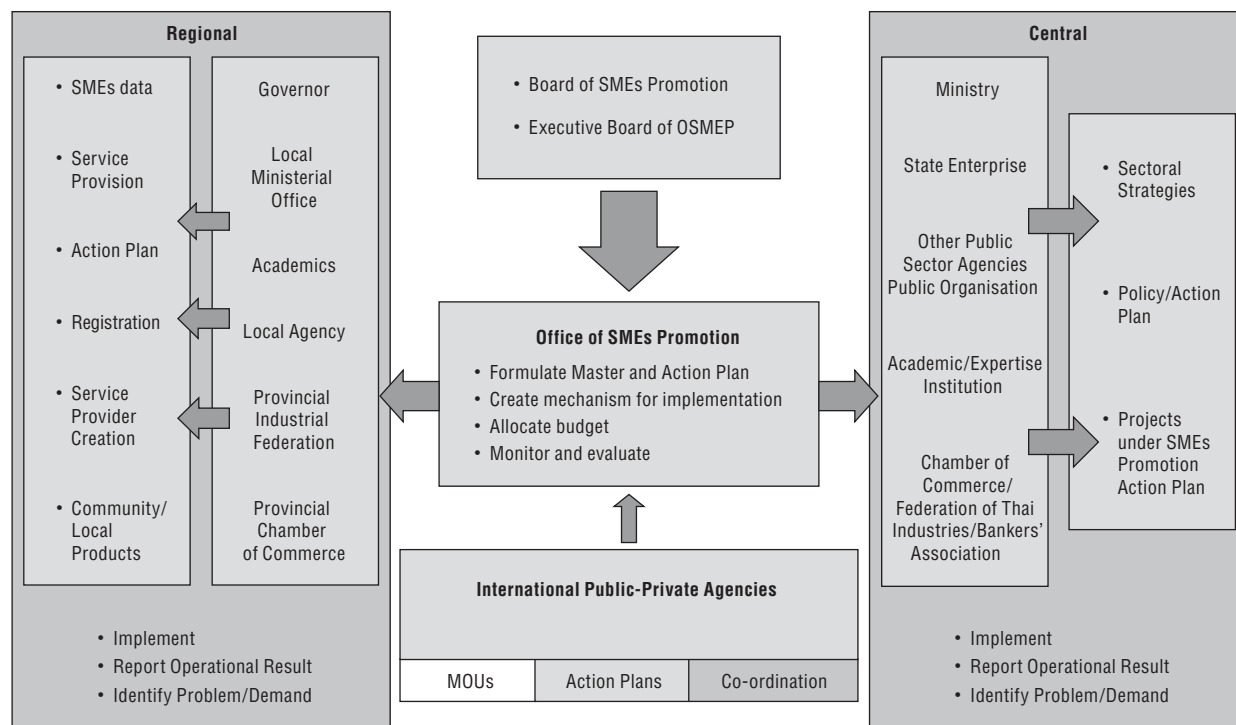 Regional
• SMEs data
• Service
Provision
• Action Plan
• Registration
• Service
Provider
Creation
• Community/
Local
Products
Governor
Local
Ministerial
Office
Academics
Local Agency
Provincial
Industrial
Federation
Provincial
Chamber
of Commerce
• Implement
• Report Operational Result
• Identify Problem/Demand
• Board of SMEs Promotion
• Executive Board of OSMEP
Office of SMEs Promotion
• Formulate Master and Action Plan
• Create mechanism for implementation
• Allocate budget
• Monitor and evaluate
International Public-Private Agencies
MOUs
Action Plans
Co-ordination
Central
Ministry
State Enterprise
Other Public
Sector Agencies
Public Organisation
Academic/Expertise
Institution
Chamber of
Commerce/
Federation of Thai
Industries/Bankers'
Association
• Sectoral
Strategies
• Policy/Action
Plan
• Projects
under SMEs
Promotion
Action Plan
• Implement
• Report Operational Result
• Identify Problem/Demand